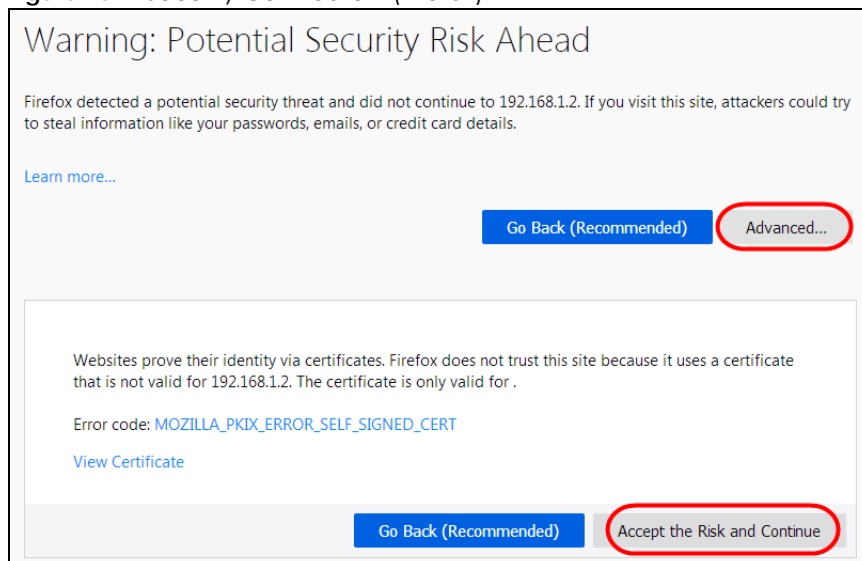 Warning: Potential Security Risk Ahead
Firefox detected a potential security threat and did not continue to 192.168.1.2. If you visit this site, attackers could try
to steal information like your passwords, emails, or credit card details.
Learn more...
Go Back (Recommended) Advanced...
Websites prove their identity via certificates. Firefox does not trust this site because it uses a certificate
that is not valid for 192.168.1.2. The certificate is only valid for .
Error code: MOZILLA_PKIX_ERROR_SELF_SIGNED_CERT
View Certificate
Go Back (Recommended) Accept the Risk and Continue